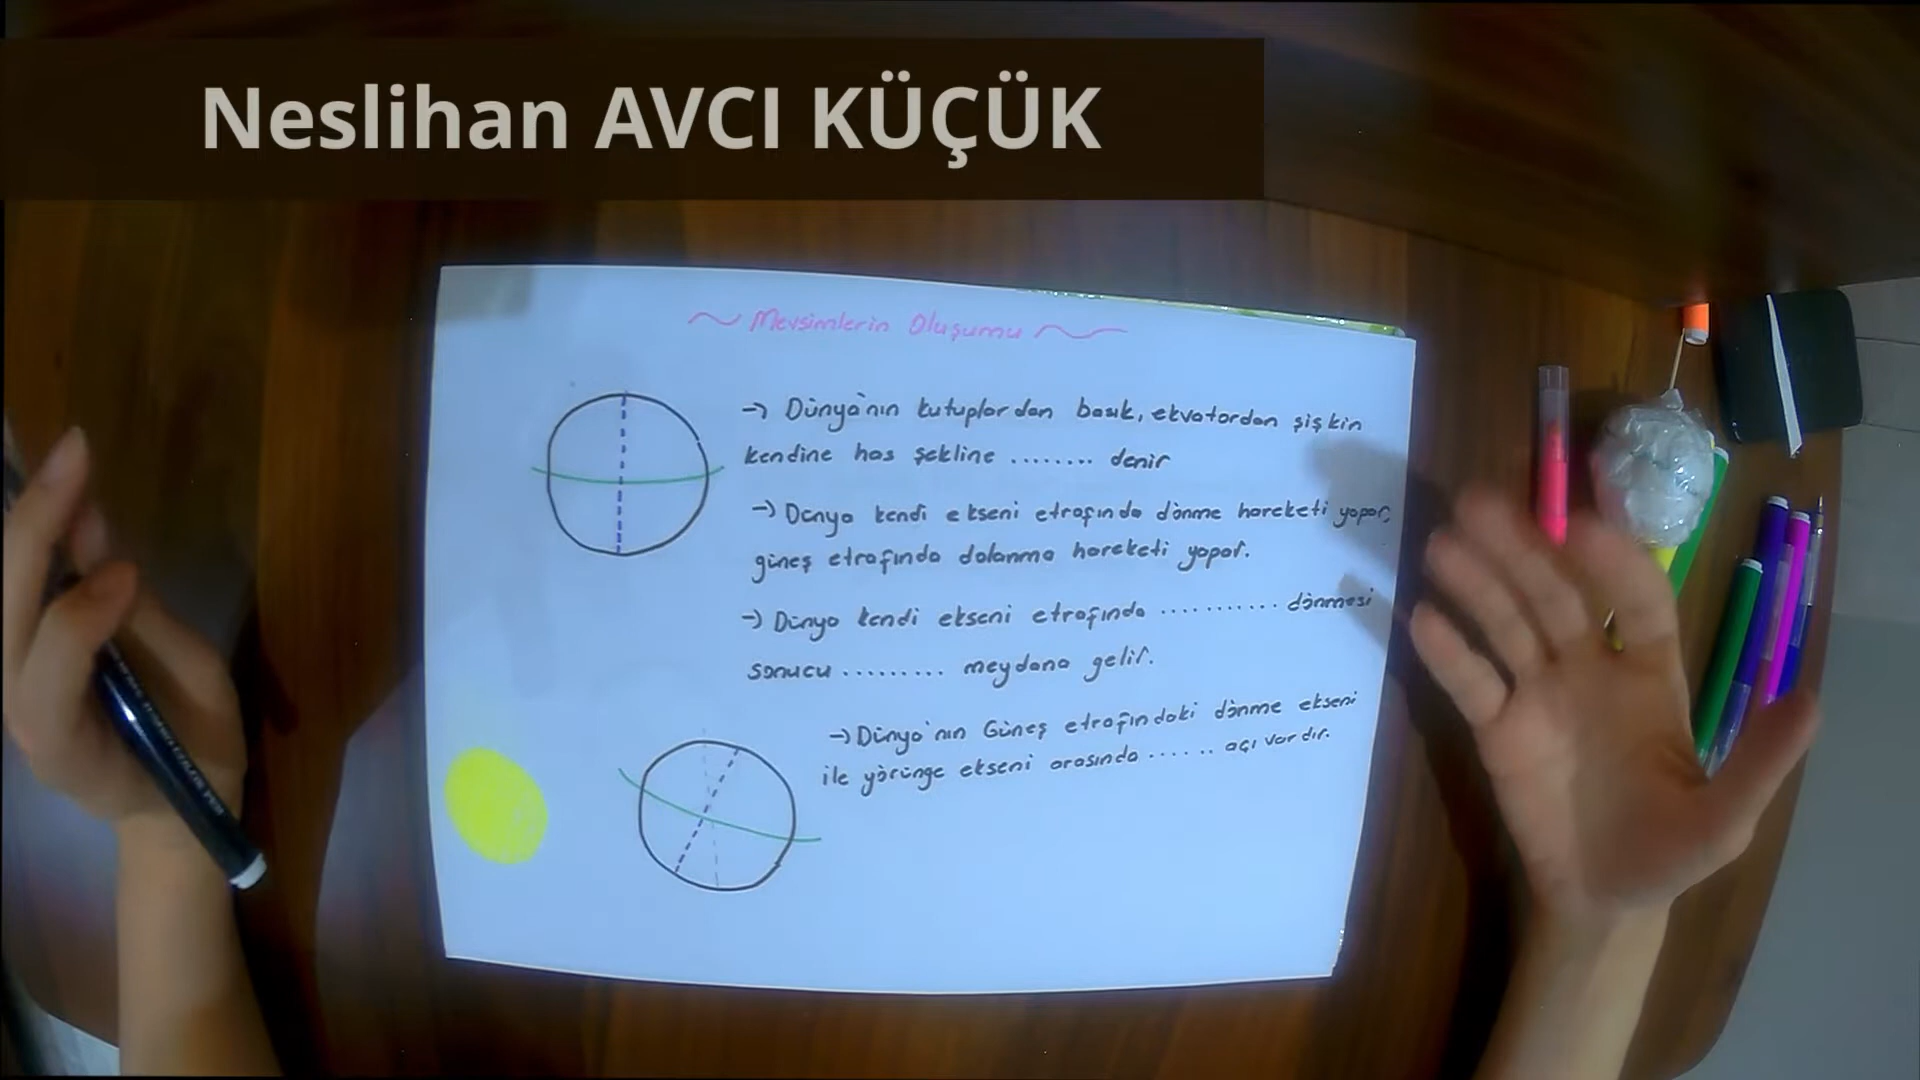 Neslihan AVCI KÜÇÜK
Mevsimlerin Oluşumu
→ Dünya'nın kutuplardan basık, ekvatordan şişkin
kendine has şekline ........ denir
→ Dünya kendi ekseni etrafında dönme hareketi yapar,
güneş etrafında dolanma hareketi yapar.
→ Dünya kendi ekseni etrafında ........... dönmesi
sonucu ......... meydana gelir.
→ Dünya'nın Güneş etrafındaki dönme ekseni
ile yörünge ekseni arasında ...... açı vardır.